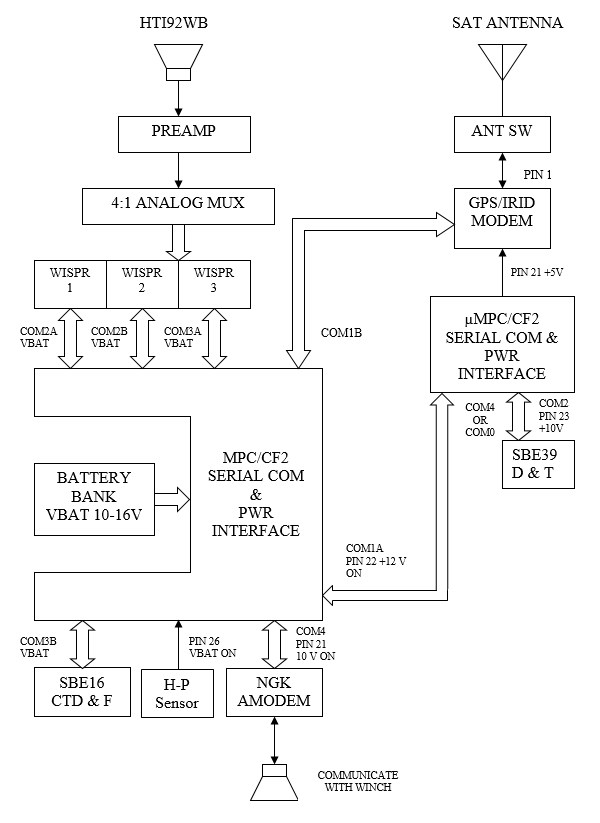 HTI92WB
SAT ANTENNA
PREAMP
ANT SW
PIN 1
4:1 ANALOG MUX
GPS/IRID
MODEM
WISPR
1
WISPR
2
WISPR
3
PIN 21 +5V
COM2A
VBAT
COM2B
VBAT
COM3A
VBAT
COM1B
µMPC/CF2
SERIAL COM &
PWR
INTERFACE
COM4
OR
COM0
COM2
PIN 23
+10V
SBE39
D & T
MPC/CF2
SERIAL COM
&
PWR
INTERFACE
BATTERY
BANK
VBAT 10-16V
COM1A
PIN 22 +12 V
ON
COM3B
VBAT
PIN 26
VBAT ON
COM4
PIN 21
10 V ON
SBE16
CTD & F
H-P
Sensor
NGK
AMODEM
COMMUNICATE
WITH WINCH